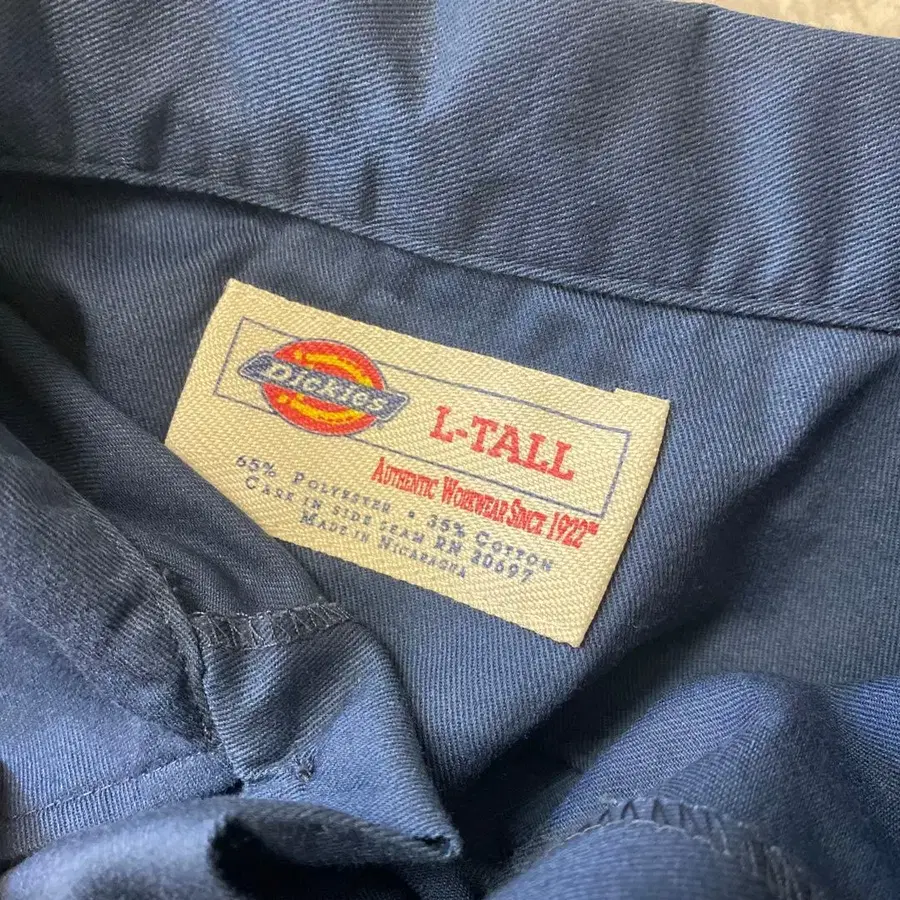 Dickies
L-TALL
AUTHENTIC WORKWEAR SINCE 1922™
65% POLYESTER • 35% COTTON
CARE IN SIDE SEAM RN 20697
MADE IN NICARAGUA